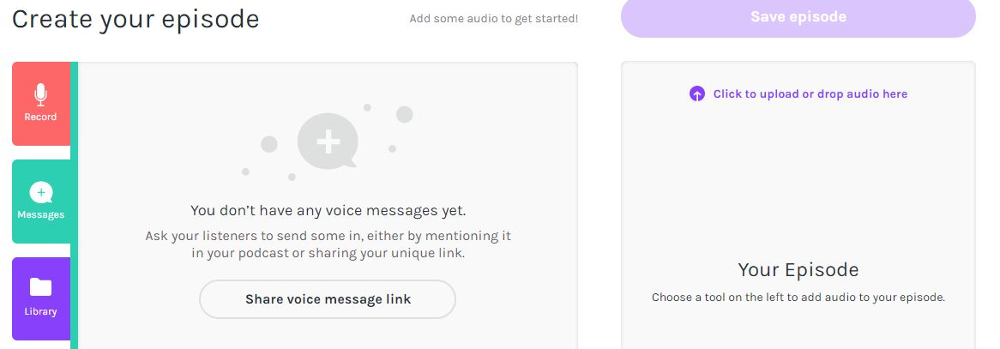 Create your episode
Add some audio to get started!
Save episode
Record
Messages
Library
You don’t have any voice messages yet.
Ask your listeners to send some in, either by mentioning it
in your podcast or sharing your unique link.
Share voice message link
Click to upload or drop audio here
Your Episode
Choose a tool on the left to add audio to your episode.